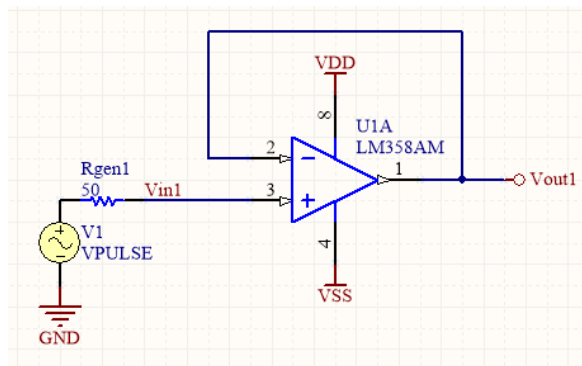 VDD
8
U1A
LM358AM
2
1
Rgen1
50
Vin1
3
Vout1
V1
VPULSE
4
VSS
GND